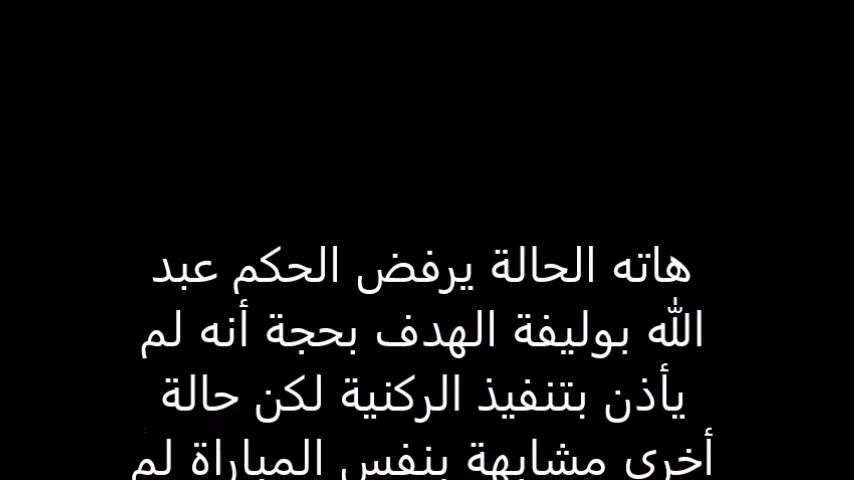 هاته الحالة يرفض الحكم عبد
الله بوليفة الهدف بحجة أنه لم
يأذن بتنفيذ الركنية لكن حالة
أخرى مشابهة بنفس المباراة لم